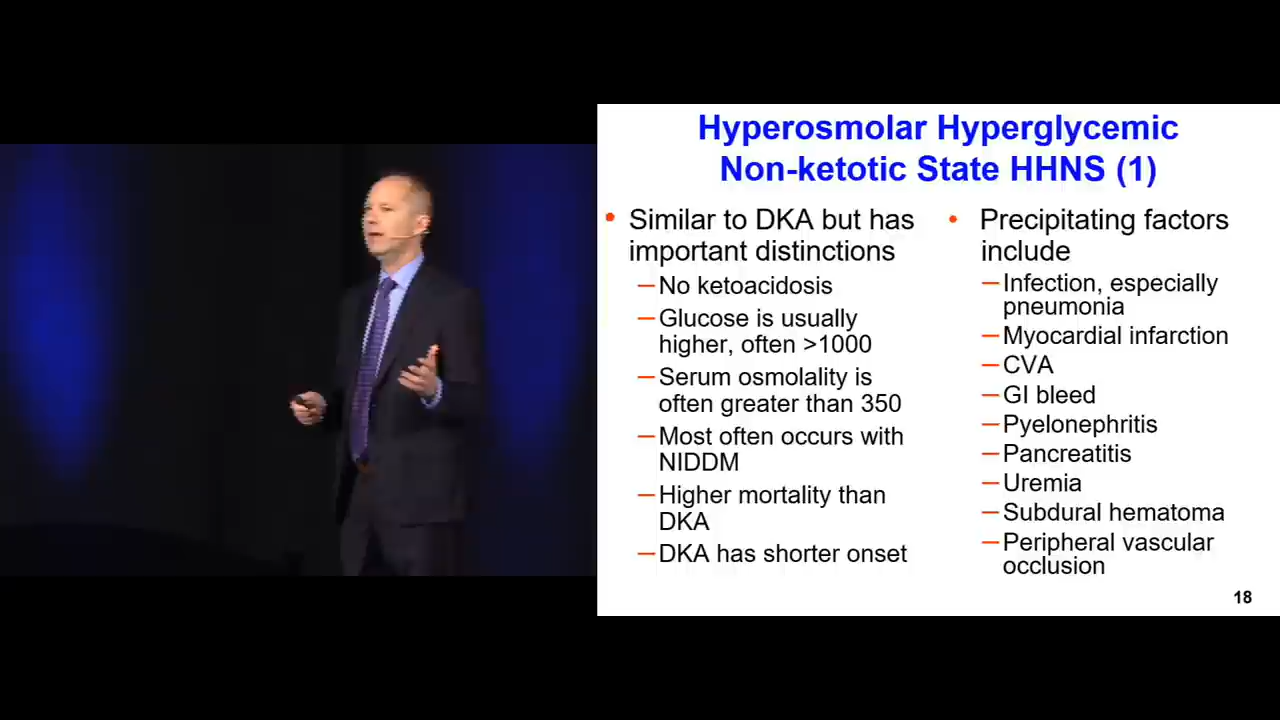 Hyperosmolar Hyperglycemic
Non-ketotic State HHNS (1)
• Similar to DKA but has
important distinctions
– No ketoacidosis
– Glucose is usually
higher, often >1000
– Serum osmolality is
often greater than 350
– Most often occurs with
NIDDM
– Higher mortality than
DKA
– DKA has shorter onset
• Precipitating factors
include
– Infection, especially
pneumonia
– Myocardial infarction
– CVA
– GI bleed
– Pyelonephritis
– Pancreatitis
– Uremia
– Subdural hematoma
– Peripheral vascular
occlusion
18